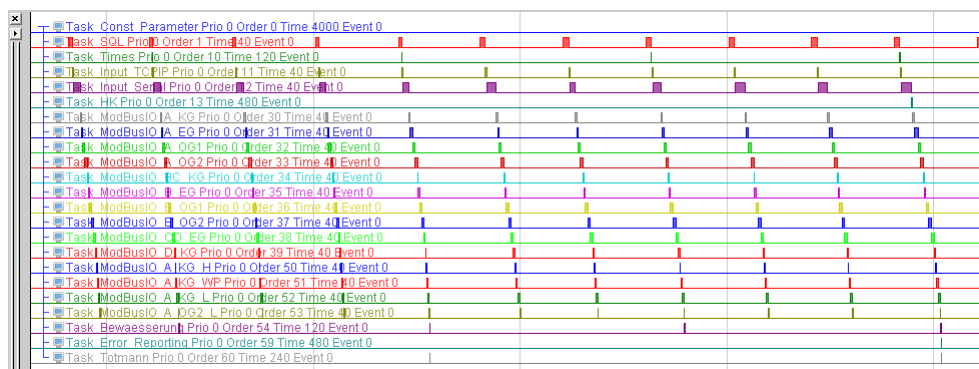 Task Const_Parameter Prio 0 Order 0 Time 4000 Event 0
Task SQL Prio 0 Order 1 Time 40 Event 0
Task Times Prio 0 Order 10 Time 120 Event 0
Task Input_TCPIP Prio 0 Order 11 Time 40 Event 0
Task Input_Serial Prio 0 Order 12 Time 40 Event 0
Task HK Prio 0 Order 13 Time 480 Event 0
Task ModBusIO_A_KG Prio 0 Order 30 Time 40 Event 0
Task ModBusIO_A_EG Prio 0 Order 31 Time 40 Event 0
Task ModBusIO_A_OG1 Prio 0 Order 32 Time 40 Event 0
Task ModBusIO_A_OG2 Prio 0 Order 33 Time 40 Event 0
Task ModBusIO_BC_KG Prio 0 Order 34 Time 40 Event 0
Task ModBusIO_B_EG Prio 0 Order 35 Time 40 Event 0
Task ModBusIO_B_OG1 Prio 0 Order 36 Time 40 Event 0
Task ModBusIO_B_OG2 Prio 0 Order 37 Time 40 Event 0
Task ModBusIO_CD_EG Prio 0 Order 38 Time 40 Event 0
Task ModBusIO_D_KG Prio 0 Order 39 Time 40 Event 0
Task ModBusIO_A_KG_H Prio 0 Order 50 Time 40 Event 0
Task ModBusIO_A_KG_WP Prio 0 Order 51 Time 40 Event 0
Task ModBusIO_A_KG_L Prio 0 Order 52 Time 40 Event 0
Task ModBusIO_A_OG2_L Prio 0 Order 53 Time 40 Event 0
Task Bewaesserung Prio 0 Order 54 Time 120 Event 0
Task Error_Reporting Prio 0 Order 59 Time 480 Event 0
Task Totmann Prio 0 Order 60 Time 240 Event 0